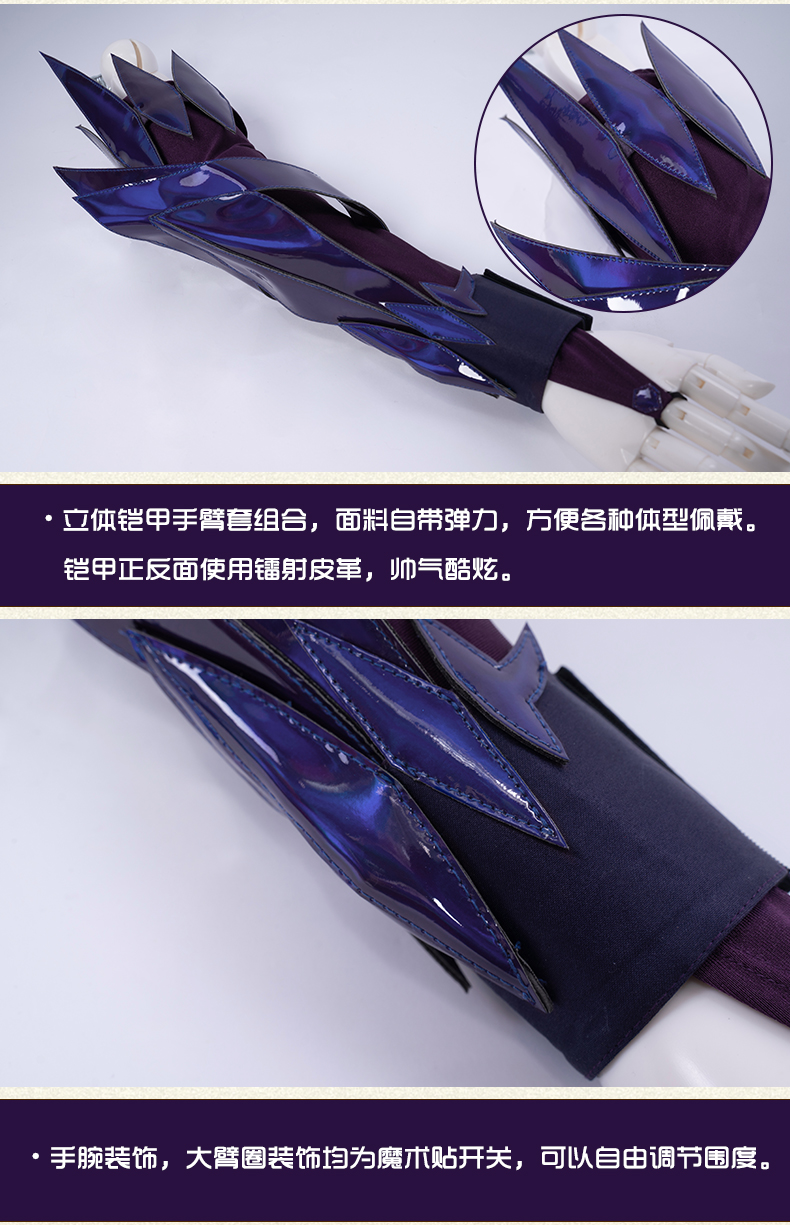 ·立体铠甲手臂套组合，面料自带弹力，方便各种体型佩戴。
铠甲正反面使用镭射皮革，帅气酷炫。
·手腕装饰，大臂圈装饰均为魔术贴开关，可以自由调节围度。